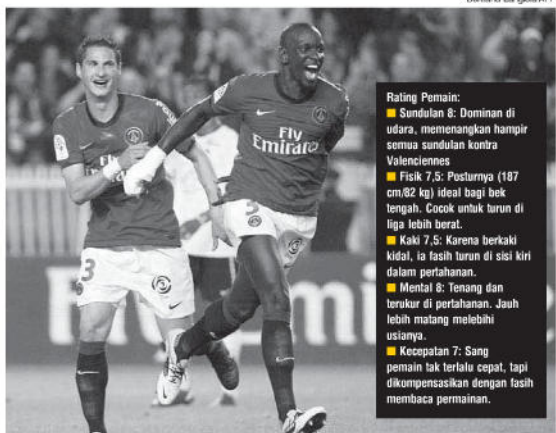 Rating Pemain:
■ Sundulan 8: Dominan di
udara, memenangkan hampir
semua sundulan kontra
Valenciennes
■ Fisik 7,5: Posturnya (187
cm/82 kg) ideal bagi bek
tengah. Cocok untuk turun di
liga lebih berat.
■ Kaki 7,5: Karena berkaki
kidal, ia fasih turun di sisi kiri
dalam pertahanan.
■ Mental 8: Tenang dan
terukur di pertahanan. Jauh
lebih matang melebihi
usianya.
■ Kecepatan 7: Sang
pemain tak terlalu cepat, tapi
dikompensasikan dengan fasih
membaca permainan.
Fly
Emirates
Fly
3